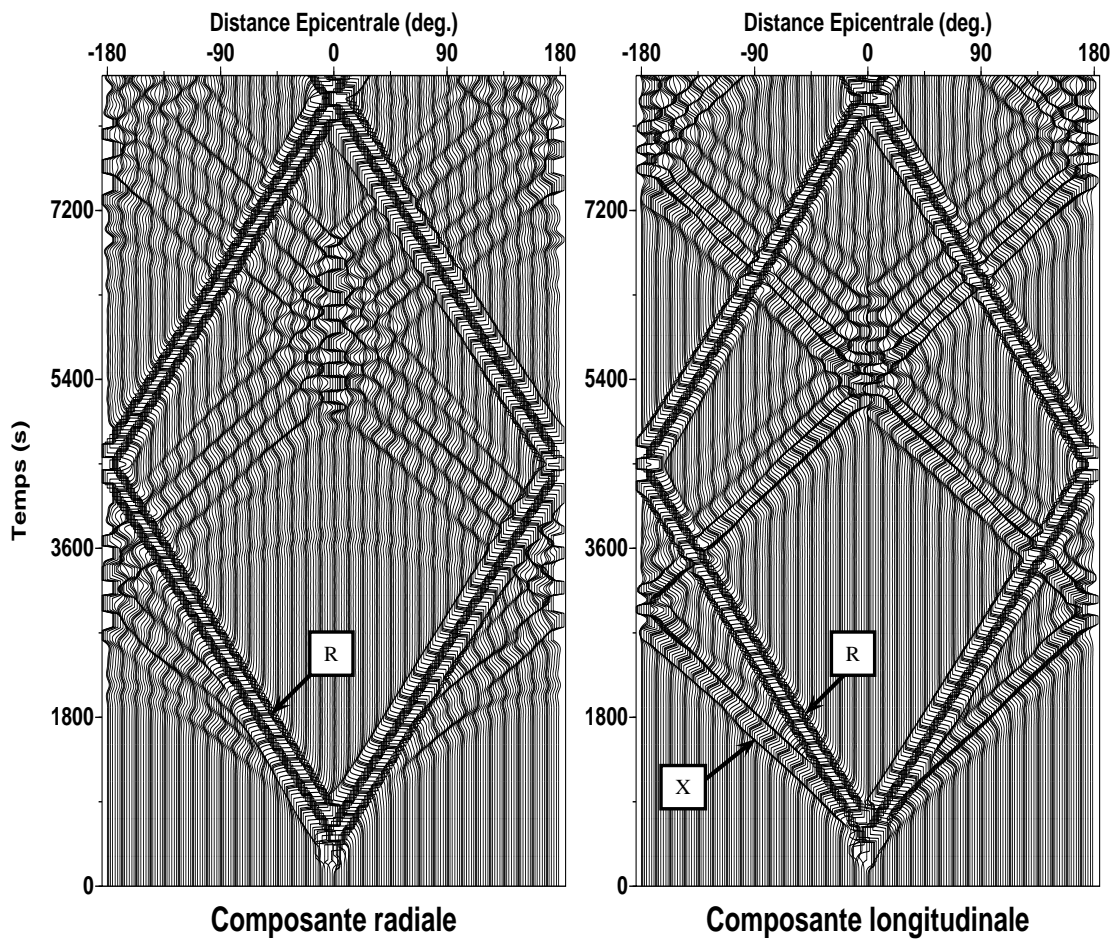 Distance Epicentrale (deg.)
-180 -90 0 90 180
Distance Epicentrale (deg.)
-180 -90 0 90 180
Temps (s)
7200
5400
3600
1800
0
R
7200
5400
3600
1800
0
R
X
Composante radiale
Composante longitudinale